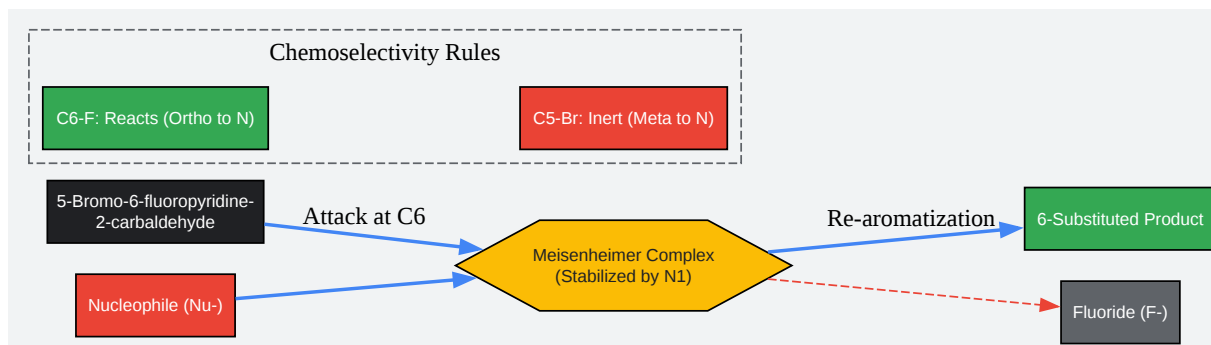 Chemoselectivity Rules
C6-F: Reacts (Ortho to N)
C5-Br: Inert (Meta to N)
5-Bromo-6-fluoropyridine-
2-carbaldehyde
Attack at C6
Nucleophile (Nu-)
Meisenheimer Complex
(Stabilized by N1)
Re-aromatization
6-Substituted Product
Fluoride (F-)